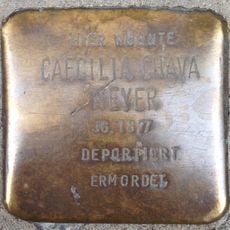 HIER WOHNTE
CAECILIA CHAVA
MEYER
JG. 1877
DEPORTIERT
ERMORDET